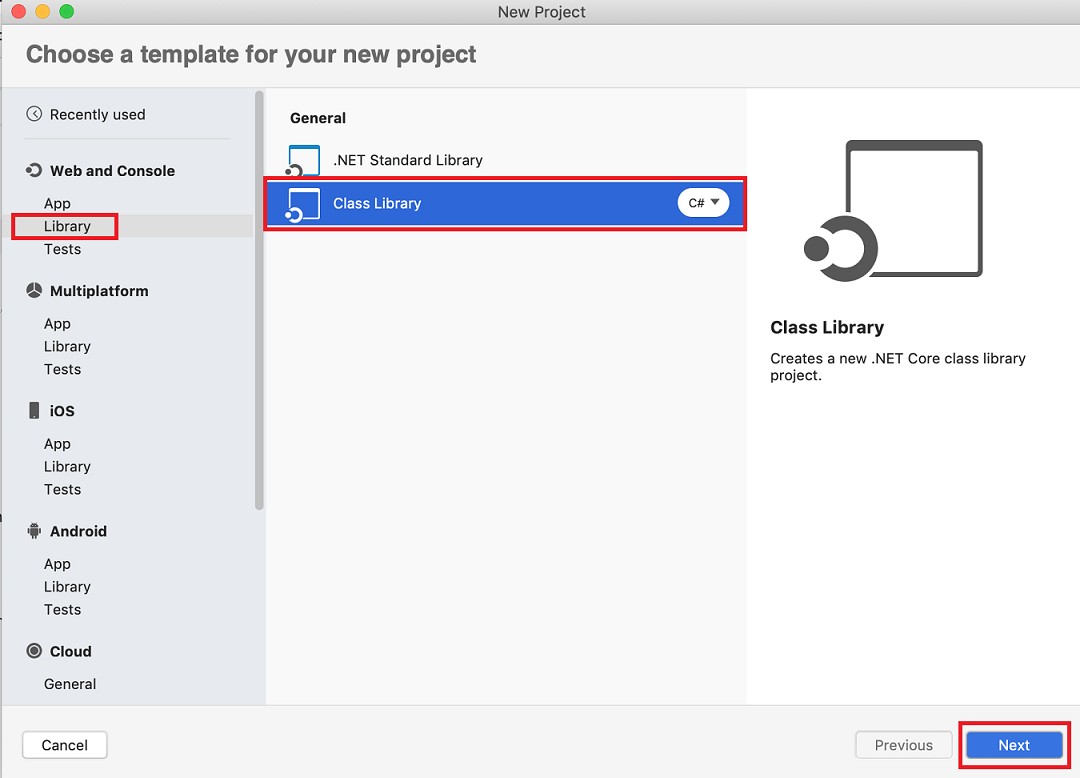 New Project
Choose a template for your new project
Recently used
Web and Console
App
Library
Tests
Multiplatform
App
Library
Tests
iOS
App
Library
Tests
Android
App
Library
Tests
Cloud
General
General
.NET Standard Library
Class Library
C#
Class Library
Creates a new .NET Core class library
project.
Cancel
Previous
Next